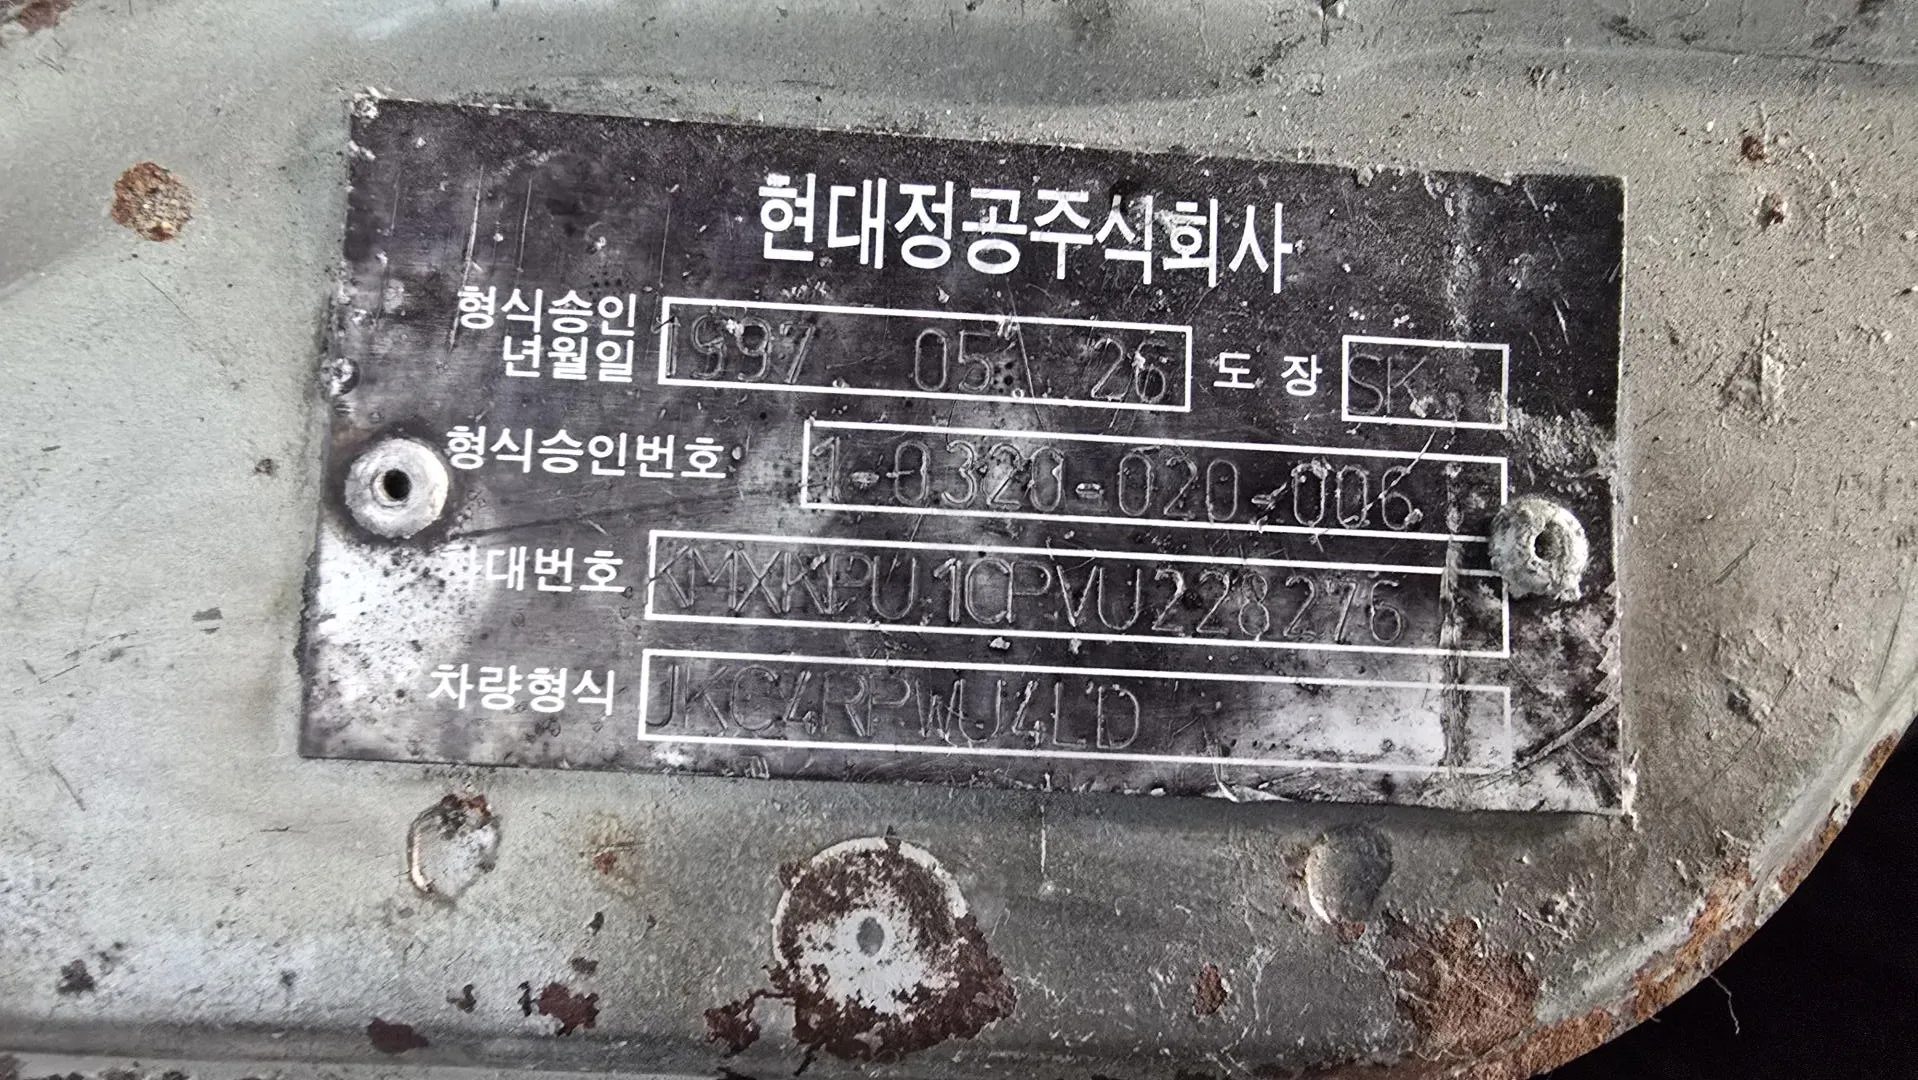 현대정공주식회사
형식승인
년월일 1997 05 26 도 장 SK
형식승인번호 1-0320-020-006
대번호 KMXKPU1CPVU228276
차량형식 JKC4RPWJ4LD